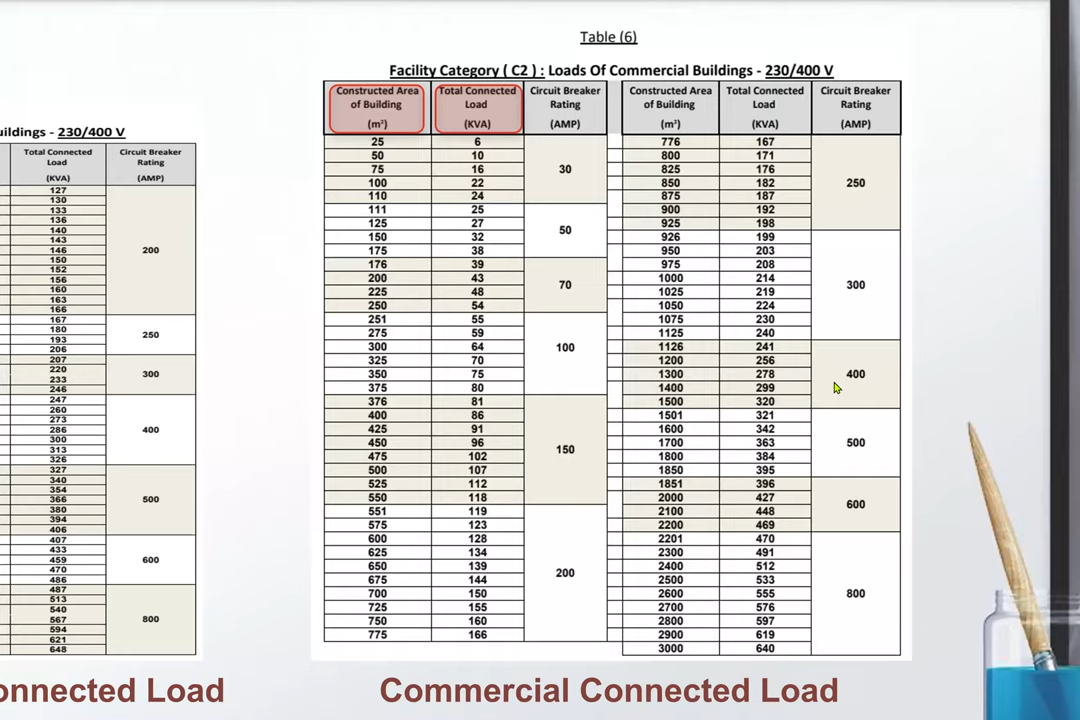 Table (6)
uildings - 230/400 V
Total Connected Load (KVA) Circuit Breaker Rating (AMP)
127
130
133
136
140
143
146
150 200
152
156
160
163
166
167
180 250
193
206
207
220 300
233
246
247
260
273
286 400
300
313
326
327
340
354
366 500
380
394
406
407
433
459 600
470
486
487
513
540
567 800
594
621
648
onnected Load
Facility Category ( C2 ) : Loads Of Commercial Buildings - 230/400 V
Constructed Area of Building (m²) Total Connected Load (KVA) Circuit Breaker Rating (AMP) Constructed Area of Building (m²) Total Connected Load (KVA) Circuit Breaker Rating (AMP)
25 6 776 167
50 10 800 171
75 16 30 825 176
100 22 850 182 250
110 24 875 187
111 25 900 192
125 27 50 925 198
150 32 926 199
175 38 950 203
176 39 975 208
200 43 70 1000 214 300
225 48 1025 219
250 54 1050 224
251 55 1075 230
275 59 1125 240
300 64 100 1126 241
325 70 1200 256
350 75 1300 278 400
375 80 1400 299
376 81 1500 320
400 86 1501 321
425 91 1600 342
450 96 150 1700 363 500
475 102 1800 384
500 107 1850 395
525 112 1851 396
550 118 2000 427 600
551 119 2100 448
575 123 2200 469
600 128 2201 470
625 134 2300 491
650 139 200 2400 512
675 144 2500 533
700 150 2600 555 800
725 155 2700 576
750 160 2800 597
775 166 2900 619
3000 640
Commercial Connected Load